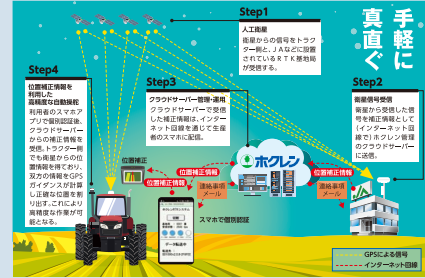 手軽に
真直ぐ
Step1
人工衛星
衛星からの信号をトラク
ター側と、ＪＡなどに設置
されているＲＴＫ基地局
が受信する。
Step2
衛星信号受信
衛星から受信した信
号を補正情報として
(インターネット回線
で)ホクレン管理
のクラウドサーバー
に送信。
Step3
クラウドサーバー管理・運用
クラウドサーバーで受信
した補正情報は、インター
ネット回線を通じて生産
者のスマホに配信。
Step4
位置補正情報を
利用した
高精度な自動操舵
利用者のスマホア
プリで個別認証後、
クラウドサーバー
からの補正情報を
受信。トラクター側
でも衛星からの位
置情報を得ており、
双方の情報をGPS
ガイダンスが計算
し正確な位置を割
り出す。これにより
高精度な作業が可
能となる。
位置補正
位置補正情報
位置補正情報
連絡事項
メール
ホクレン
位置補正情報
連絡事項
メール
JA
スマホで個別認証
データ転送中
GPSによる信号
インターネット回線